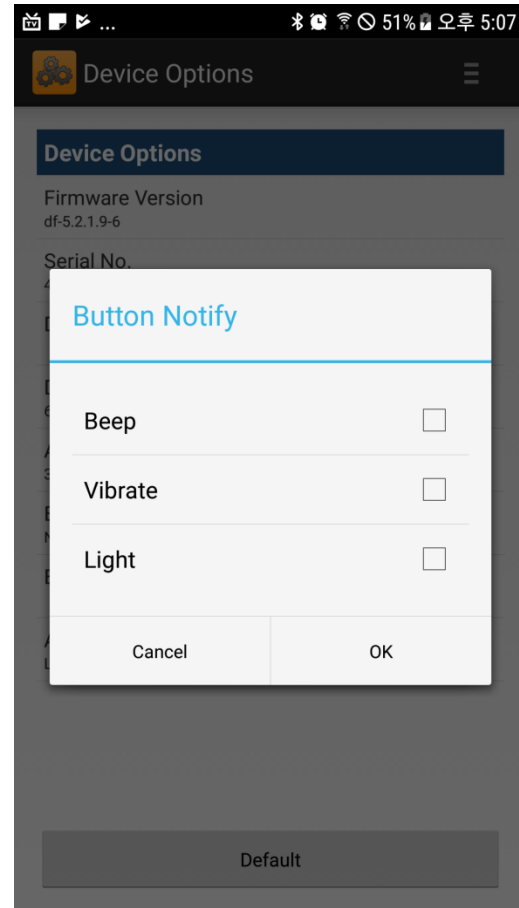 51% 오후 5:07
Device Options
Device Options
Firmware Version
df-5.2.1.9-6
Serial No.
Button Notify
Beep
Vibrate
Light
Cancel OK
Default